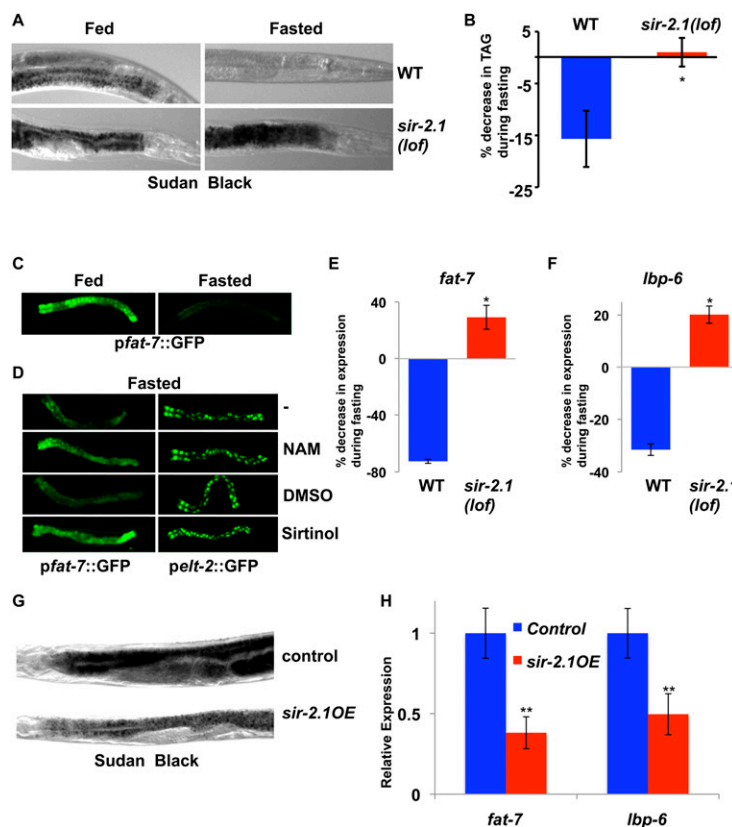 A
Fed
Fasted
WT
sir-2.1
(lof)
Sudan Black
B
WT
sir-2.1(lof)
% decrease in TAG
during fasting
5
-5
-15
-25
*
C
Fed
Fasted
pfat-7::GFP
D
Fasted
-
NAM
DMSO
Sirtinol
pfat-7::GFP
pelt-2::GFP
E
fat-7
% decrease in expression
during fasting
40
0
-40
-80
*
WT
sir-2.1
(lof)
F
lbp-6
% decrease in expression
during fasting
20
0
-20
-40
*
WT
sir-2.1
(lof)
G
control
sir-2.1OE
Sudan Black
H
Relative Expression
1
0.5
0
Control
sir-2.1OE
**
**
fat-7
lbp-6